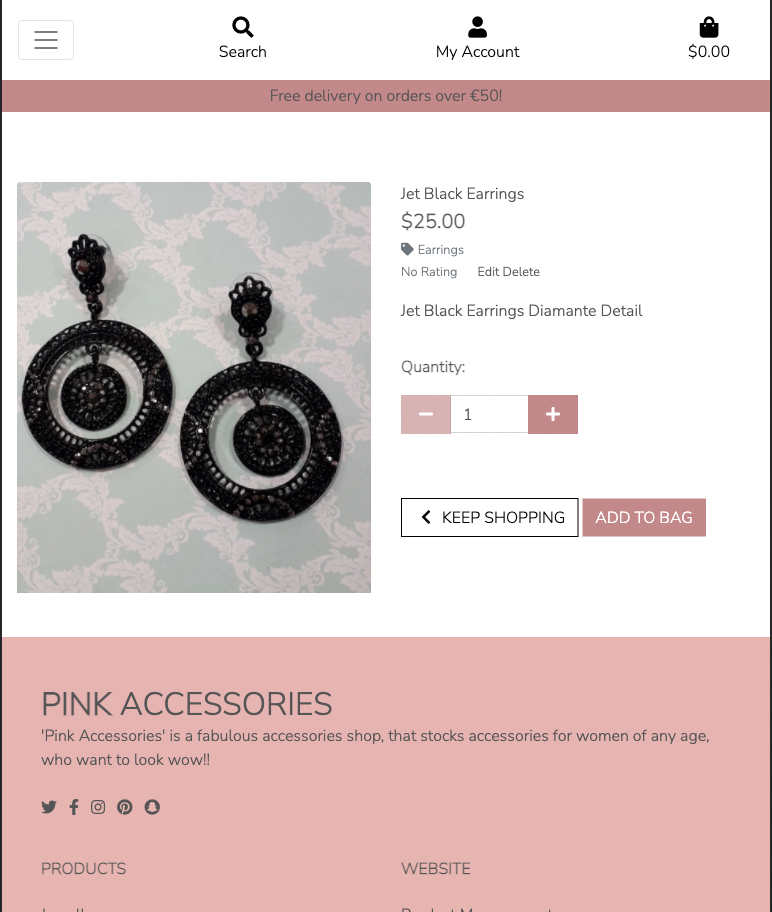 Search
My Account
$0.00
Free delivery on orders over €50!
Jet Black Earrings
$25.00
Earrings
No Rating Edit Delete
Jet Black Earrings Diamante Detail
Quantity:
1
KEEP SHOPPING
ADD TO BAG
PINK ACCESSORIES
'Pink Accessories' is a fabulous accessories shop, that stocks accessories for women of any age,
who want to look wow!!
PRODUCTS
WEBSITE